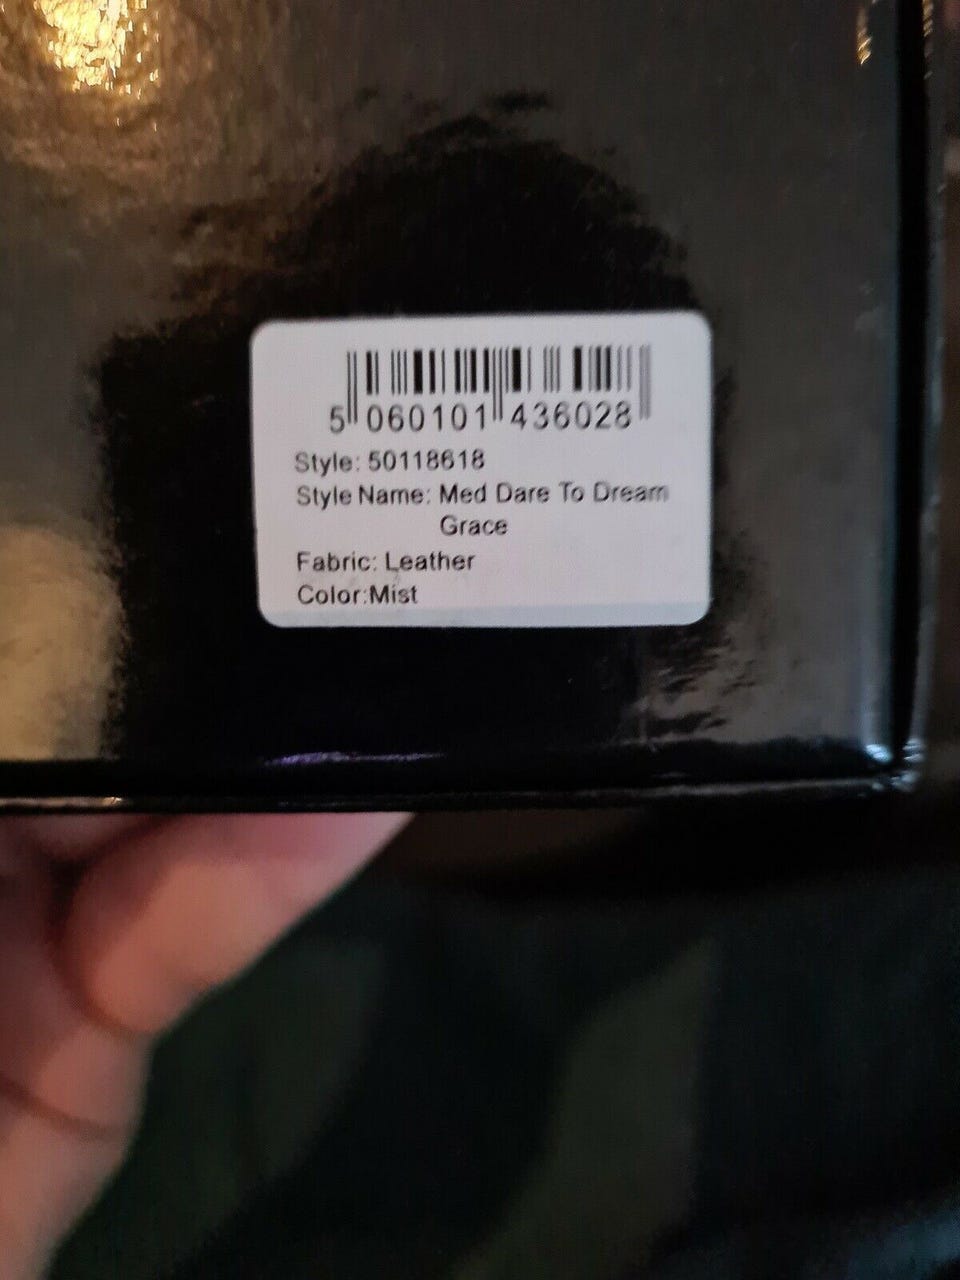 5 060101 436028
Style: 50118618
Style Name: Med Dare To Dream
Grace
Fabric: Leather
Color:Mist